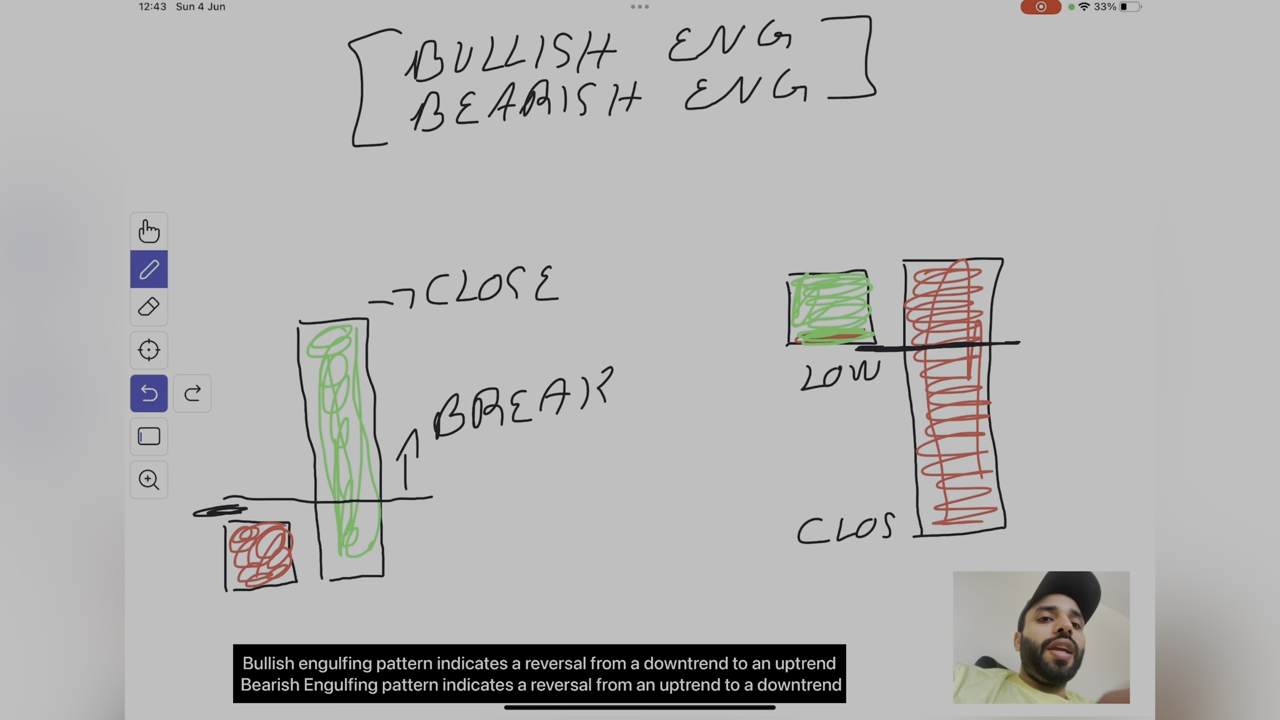 12:43 Sun 4 Jun
33%
BULLISH ENG
BEARISH ENG
→CLOSE
↑ BREAK
LOW
CLOS
Bullish engulfing pattern indicates a reversal from a downtrend to an uptrend
Bearish Engulfing pattern indicates a reversal from an uptrend to a downtrend